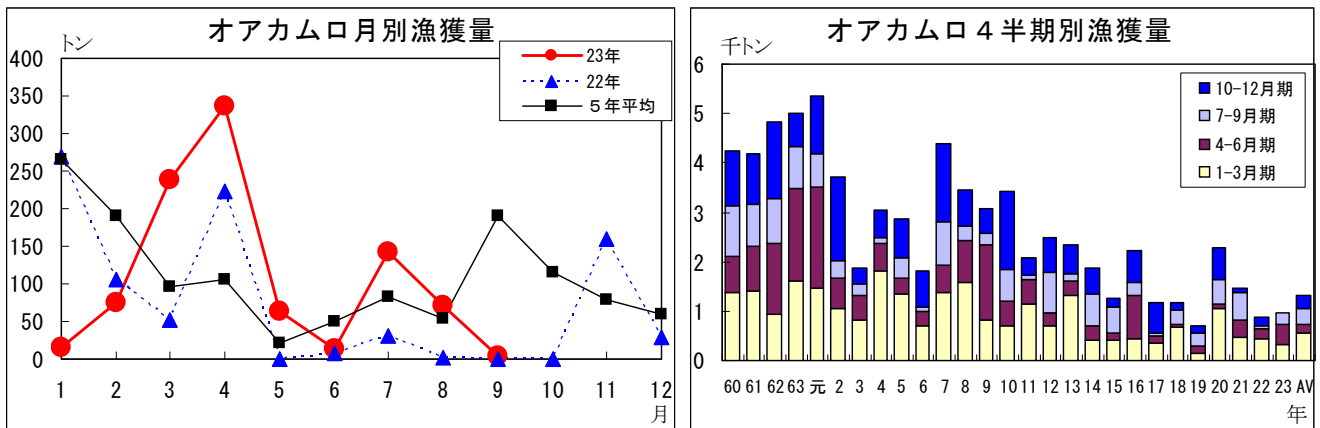 オアカムロ月別漁獲量
トン
400
350
300
250
200
150
100
50
0
23年
22年
５年平均
1 2 3 4 5 6 7 8 9 10 11 12
月
オアカムロ４半期別漁獲量
千トン
6
5
4
3
2
1
0
10-12月期
7-9月期
4-6月期
1-3月期
60 61 62 63 元 2 3 4 5 6 7 8 9 10 11 12 13 14 15 16 17 18 19 20 21 22 23 AV
年